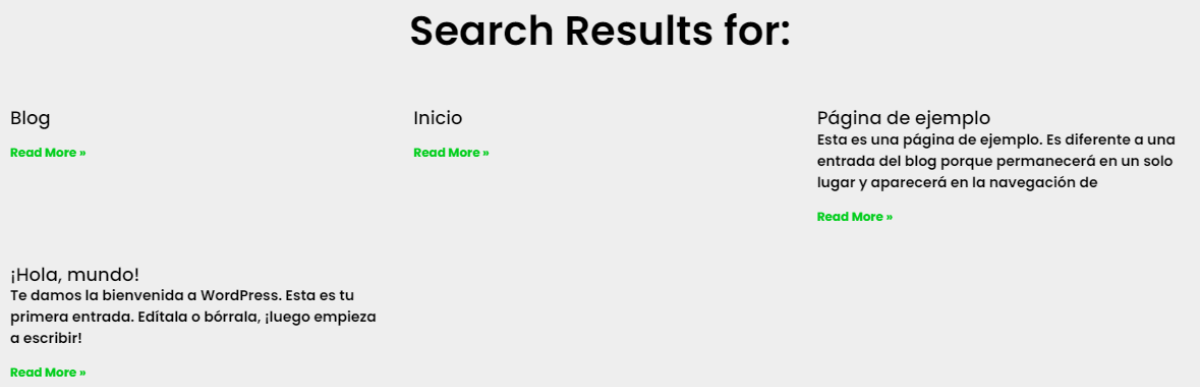 Search Results for:
Blog
Read More »
Inicio
Read More »
Página de ejemplo
Esta es una página de ejemplo. Es diferente a una
entrada del blog porque permanecerá en un solo
lugar y aparecerá en la navegación de
Read More »
¡Hola, mundo!
Te damos la bienvenida a WordPress. Esta es tu
primera entrada. Edítala o bórrala, ¡luego empieza
a escribir!
Read More »